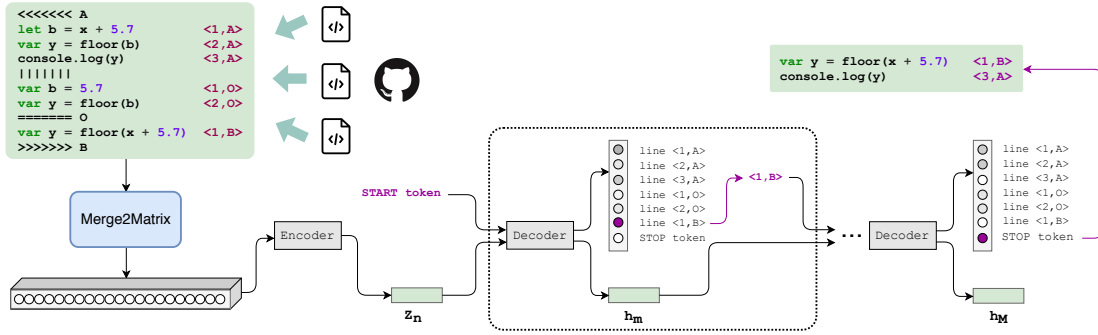 <<<<<<< A
let b = x + 5.7 <1,A>
var y = floor(b) <2,A>
console.log(y) <3,A>
|||||||
var b = 5.7 <1,O>
var y = floor(b) <2,O>
======= O
var y = floor(x + 5.7) <1,B>
>>>>>>> B
</>
</>
</>
var y = floor(x + 5.7) <1,B>
console.log(y) <3,A>
Merge2Matrix
Encoder
Zn
START token
Decoder
line <1,A>
line <2,A>
line <3,A>
line <1,O>
line <2,O>
line <1,B>
STOP token
<1,B>
hm
...
Decoder
line <1,A>
line <2,A>
line <3,A>
line <1,O>
line <2,O>
line <1,B>
STOP token
hM